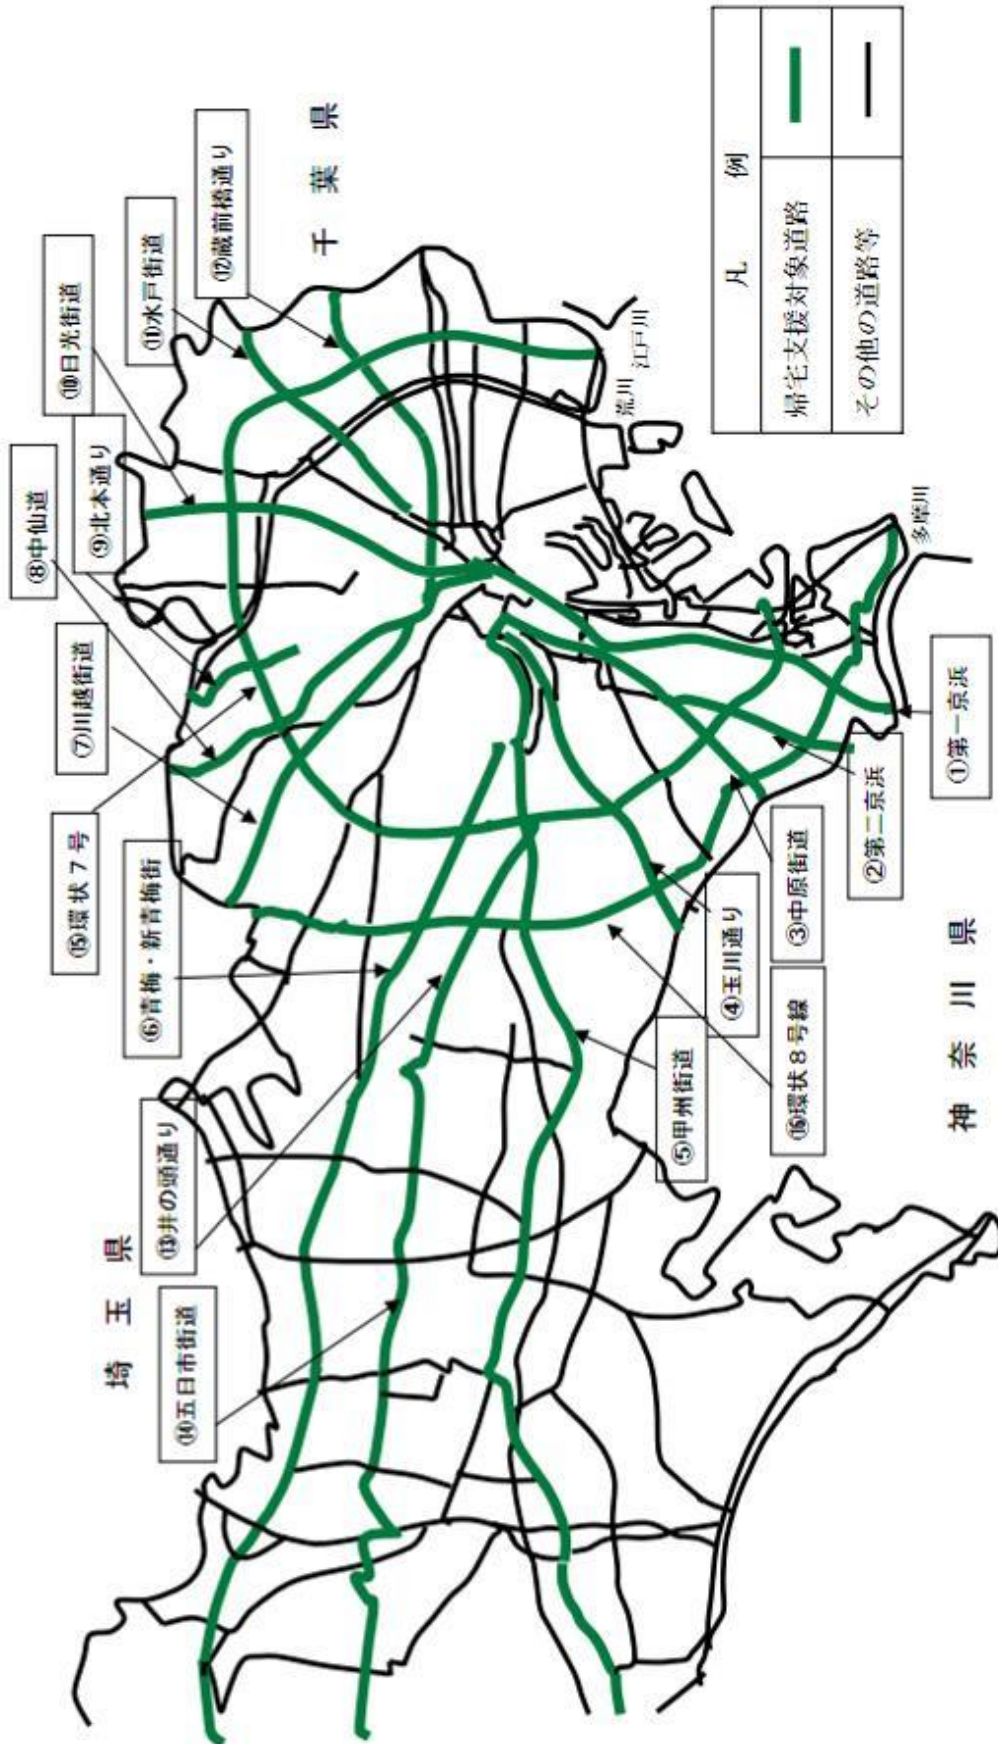 埼玉県
千葉県
神奈川県
⑧中仙道
⑨北本通り
⑩日光街道
⑪水戸街道
⑫蔵前橋通り
⑦川越街道
⑮環状7号
⑥青梅・新青梅街
⑬井の頭通り
⑭五日市街道
荒川
江戸川
多摩川
①第一京浜
②第二京浜
③中原街道
④玉川通り
⑯環状8号線
⑤甲州街道
凡例
帰宅支援対象道路
その他の道路等